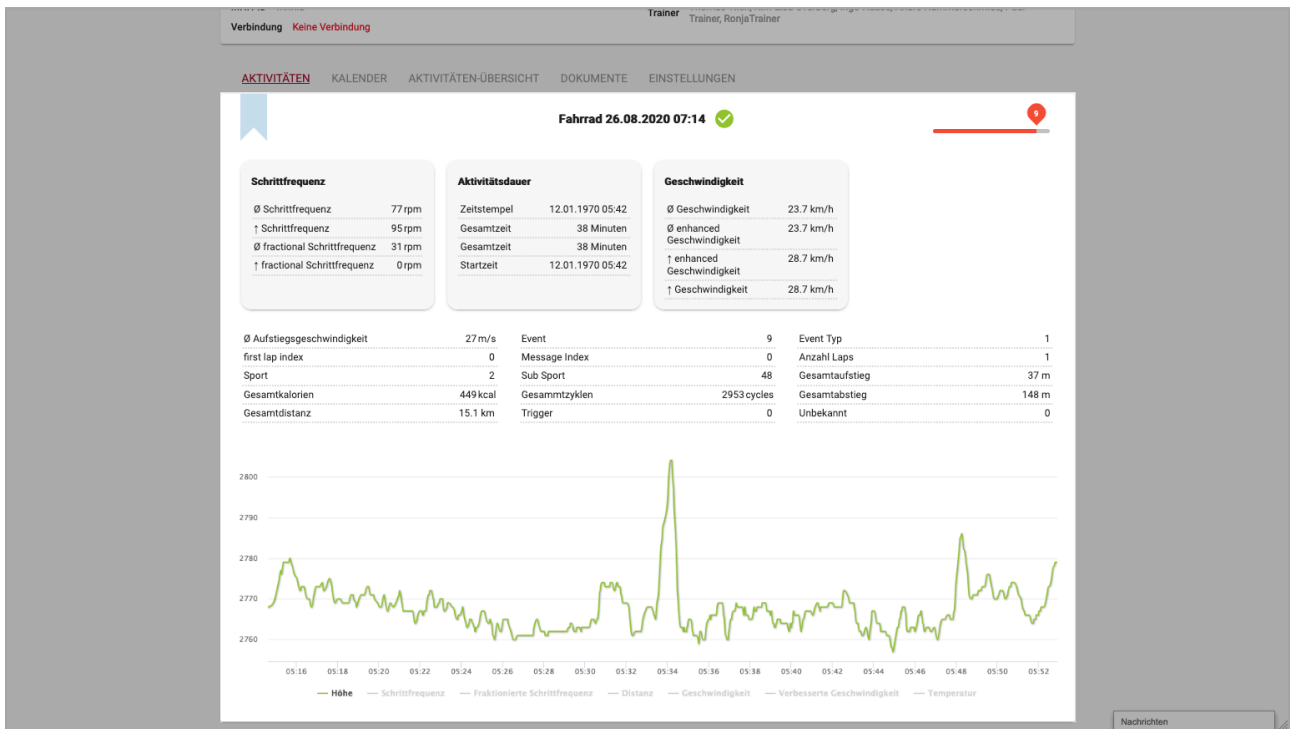 Trainer
Trainer, RonjaTrainer
Verbindung Keine Verbindung
AKTIVITÄTEN KALENDER AKTIVITÄTEN-ÜBERSICHT DOKUMENTE EINSTELLUNGEN
Fahrrad 26.08.2020 07:14
9
Schrittfrequenz
Ø Schrittfrequenz 77 rpm
↑ Schrittfrequenz 95 rpm
Ø fractional Schrittfrequenz 31 rpm
↑ fractional Schrittfrequenz 0 rpm
Aktivitätsdauer
Zeitstempel 12.01.1970 05:42
Gesamtzeit 38 Minuten
Gesamtzeit 38 Minuten
Startzeit 12.01.1970 05:42
Geschwindigkeit
Ø Geschwindigkeit 23.7 km/h
Ø enhanced 23.7 km/h
Geschwindigkeit
↑ enhanced 28.7 km/h
Geschwindigkeit
↑ Geschwindigkeit 28.7 km/h
Ø Aufstiegsgeschwindigkeit 27 m/s Event 9 Event Typ 1
first lap index 0 Message Index 0 Anzahl Laps 1
Sport 2 Sub Sport 48 Gesamtaufstieg 37 m
Gesamtkalorien 449 kcal Gesammtzyklen 2953 cycles Gesamtabstieg 148 m
Gesamtdistanz 15.1 km Trigger 0 Unbekannt 0
2800
2790
2780
2770
2760
05:16 05:18 05:20 05:22 05:24 05:26 05:28 05:30 05:32 05:34 05:36 05:38 05:40 05:42 05:44 05:46 05:48 05:50 05:52
Höhe Schrittfrequenz Fraktionierte Schrittfrequenz Distanz Geschwindigkeit Verbesserte Geschwindigkeit Temperatur
Nachrichten